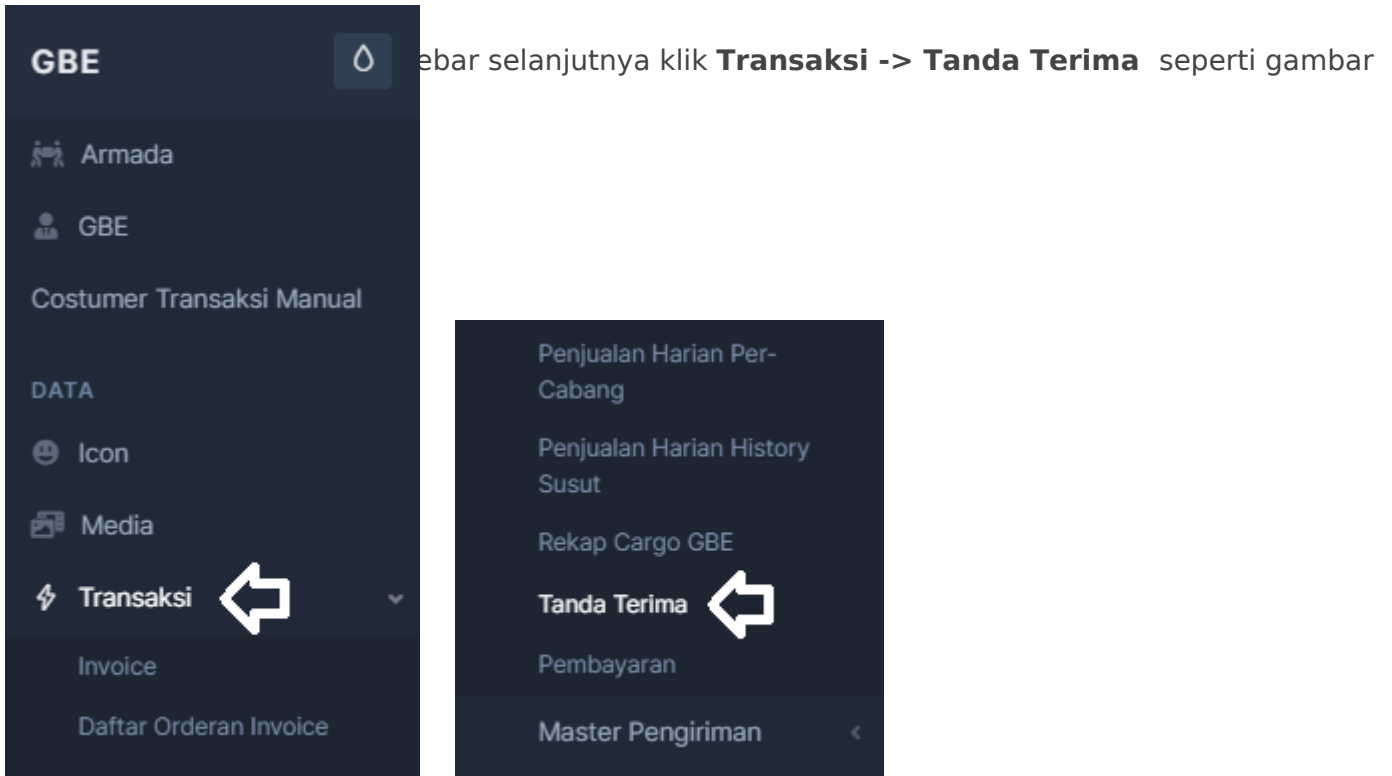 GBE
ebar selanjutnya klik Transaksi -> Tanda Terima seperti gambar
Armada
GBE
Costumer Transaksi Manual
DATA
Icon
Media
Transaksi
Invoice
Daftar Orderan Invoice
Penjualan Harian Per-
Cabang
Penjualan Harian History
Susut
Rekap Cargo GBE
Tanda Terima
Pembayaran
Master Pengiriman